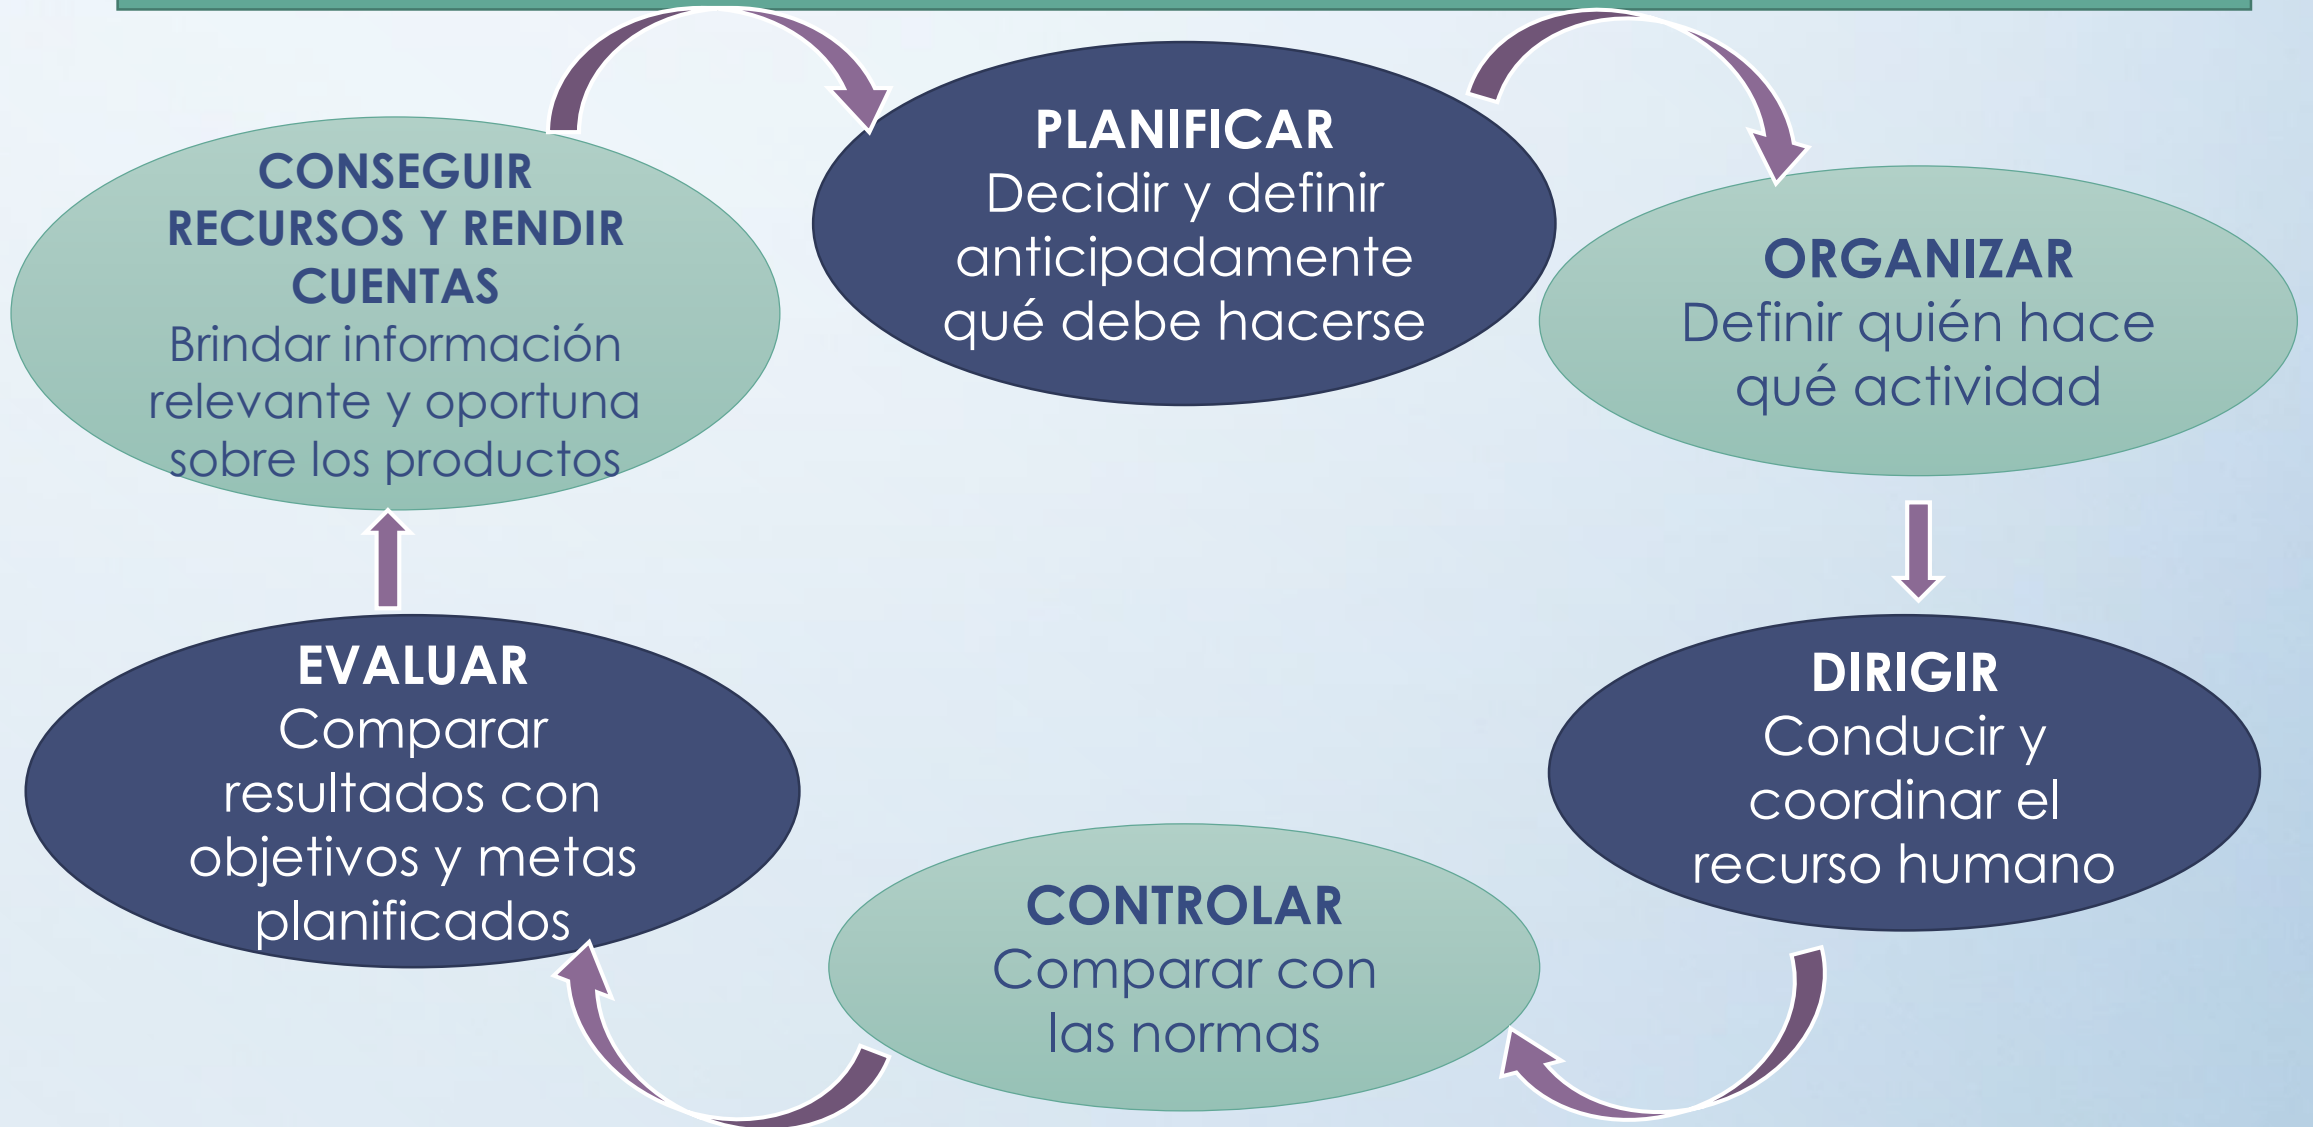 PLANIFICAR
Decidir y definir
anticipadamente
qué debe hacerse
ORGANIZAR
Definir quién hace
qué actividad
DIRIGIR
Conducir y
coordinar el
recurso humano
CONTROLAR
Comparar con
las normas
EVALUAR
Comparar
resultados con
objetivos y metas
planificados
CONSEGUIR
RECURSOS Y RENDIR
CUENTAS
Brindar información
relevante y oportuna
sobre los productos